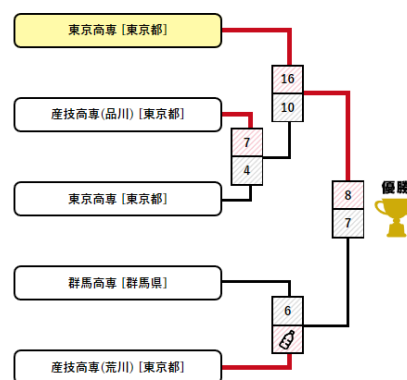 東京高専 [東京都]
16
10
産技高専(品川) [東京都]
7
4
東京高専 [東京都]
8
7
優勝
群馬高専 [群馬県]
6
産技高専(荒川) [東京都]